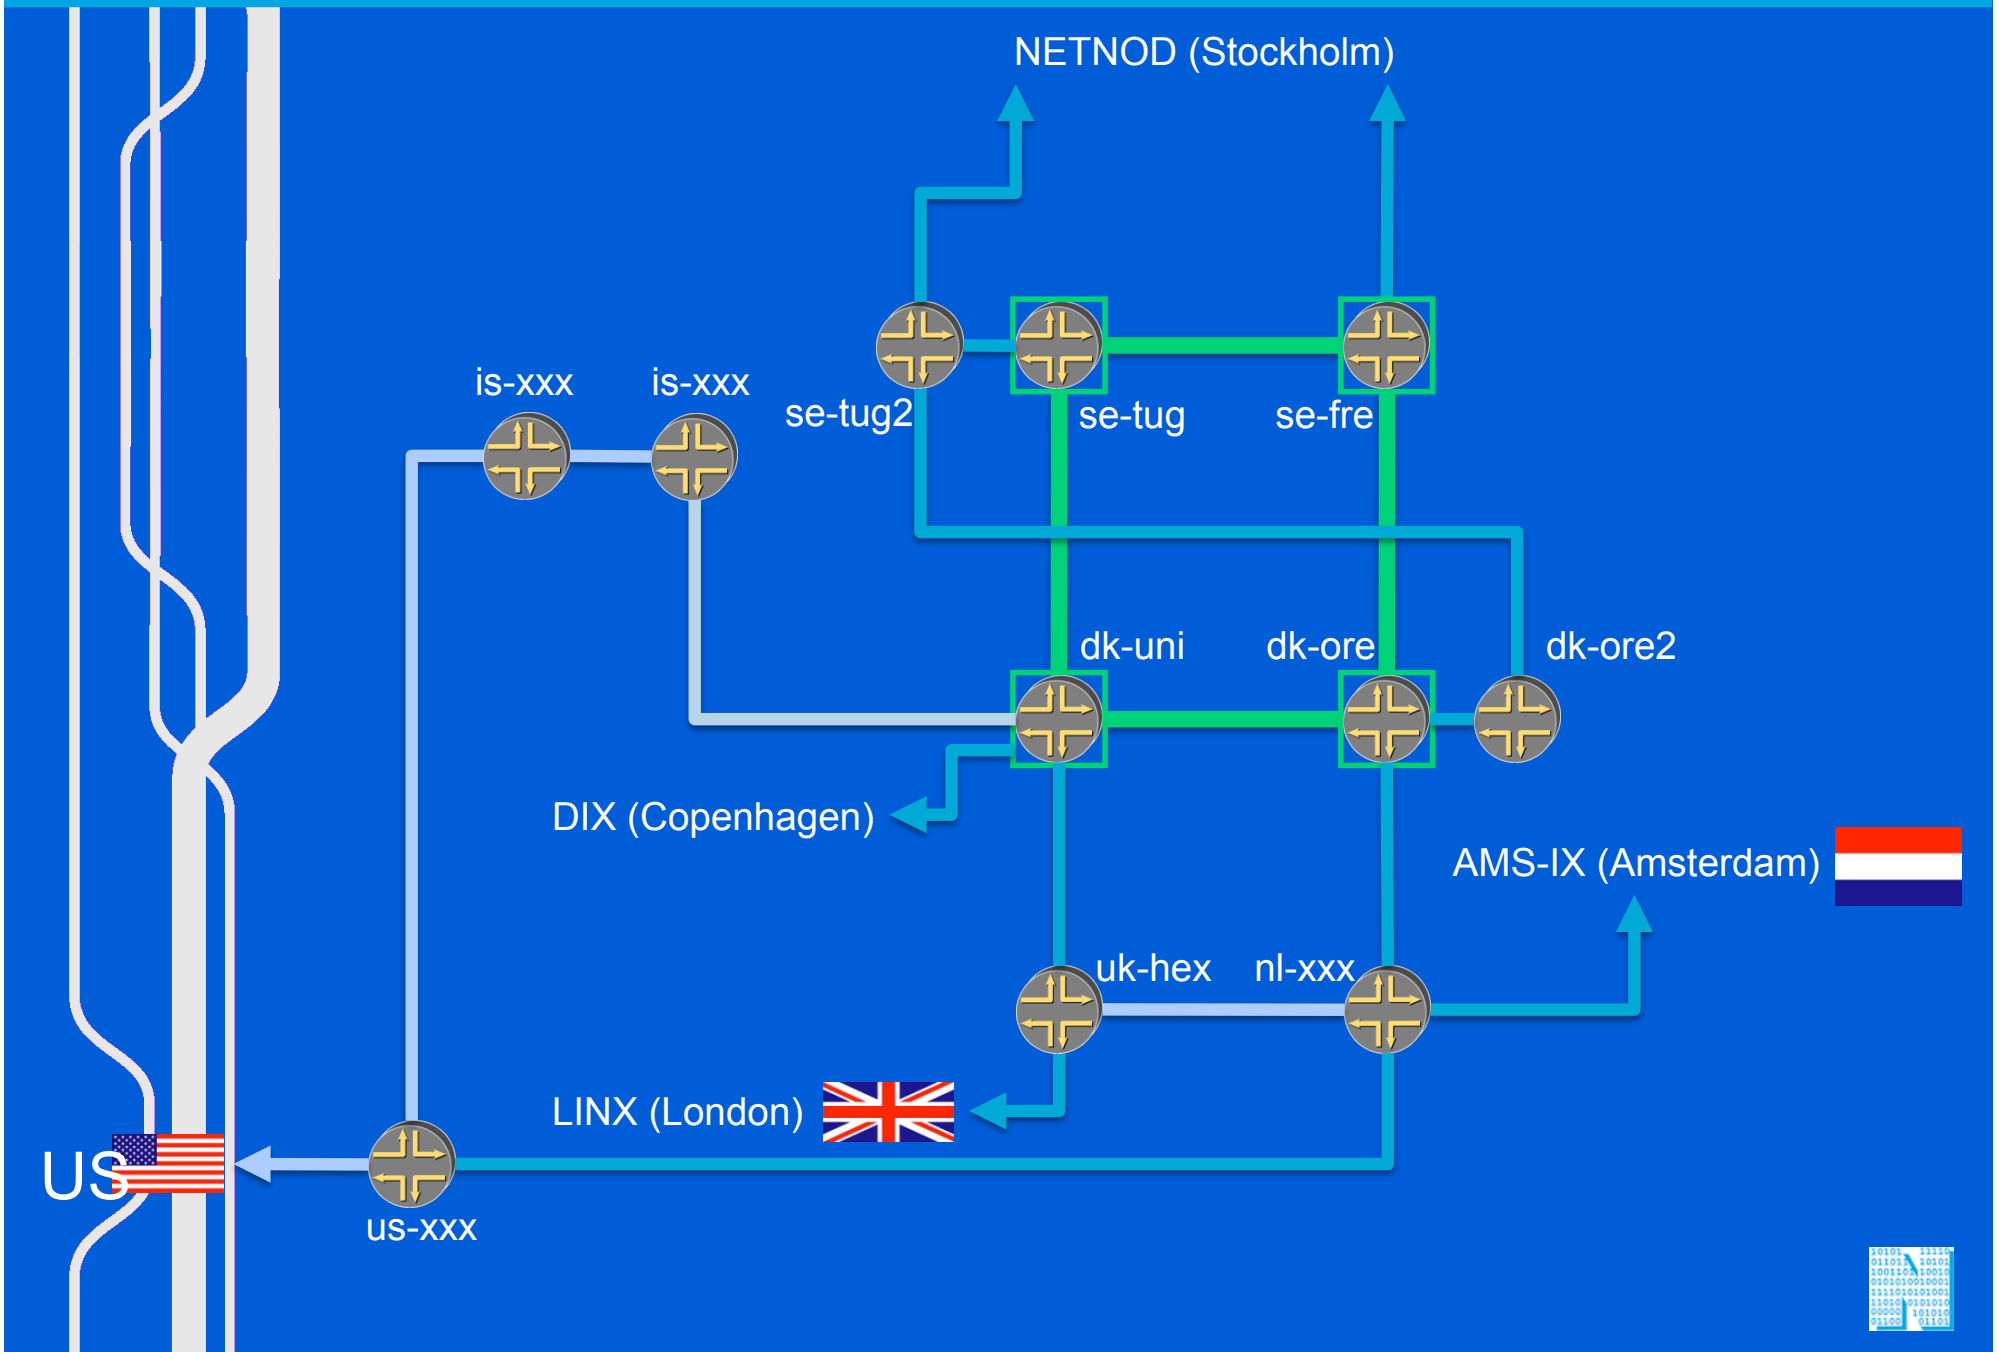 NETNOD (Stockholm)
is-xxx
is-xxx
se-tug2
se-tug
se-fre
dk-uni
dk-ore
dk-ore2
DIX (Copenhagen)
AMS-IX (Amsterdam)
uk-hex
nl-xxx
LINX (London)
US
us-xxx